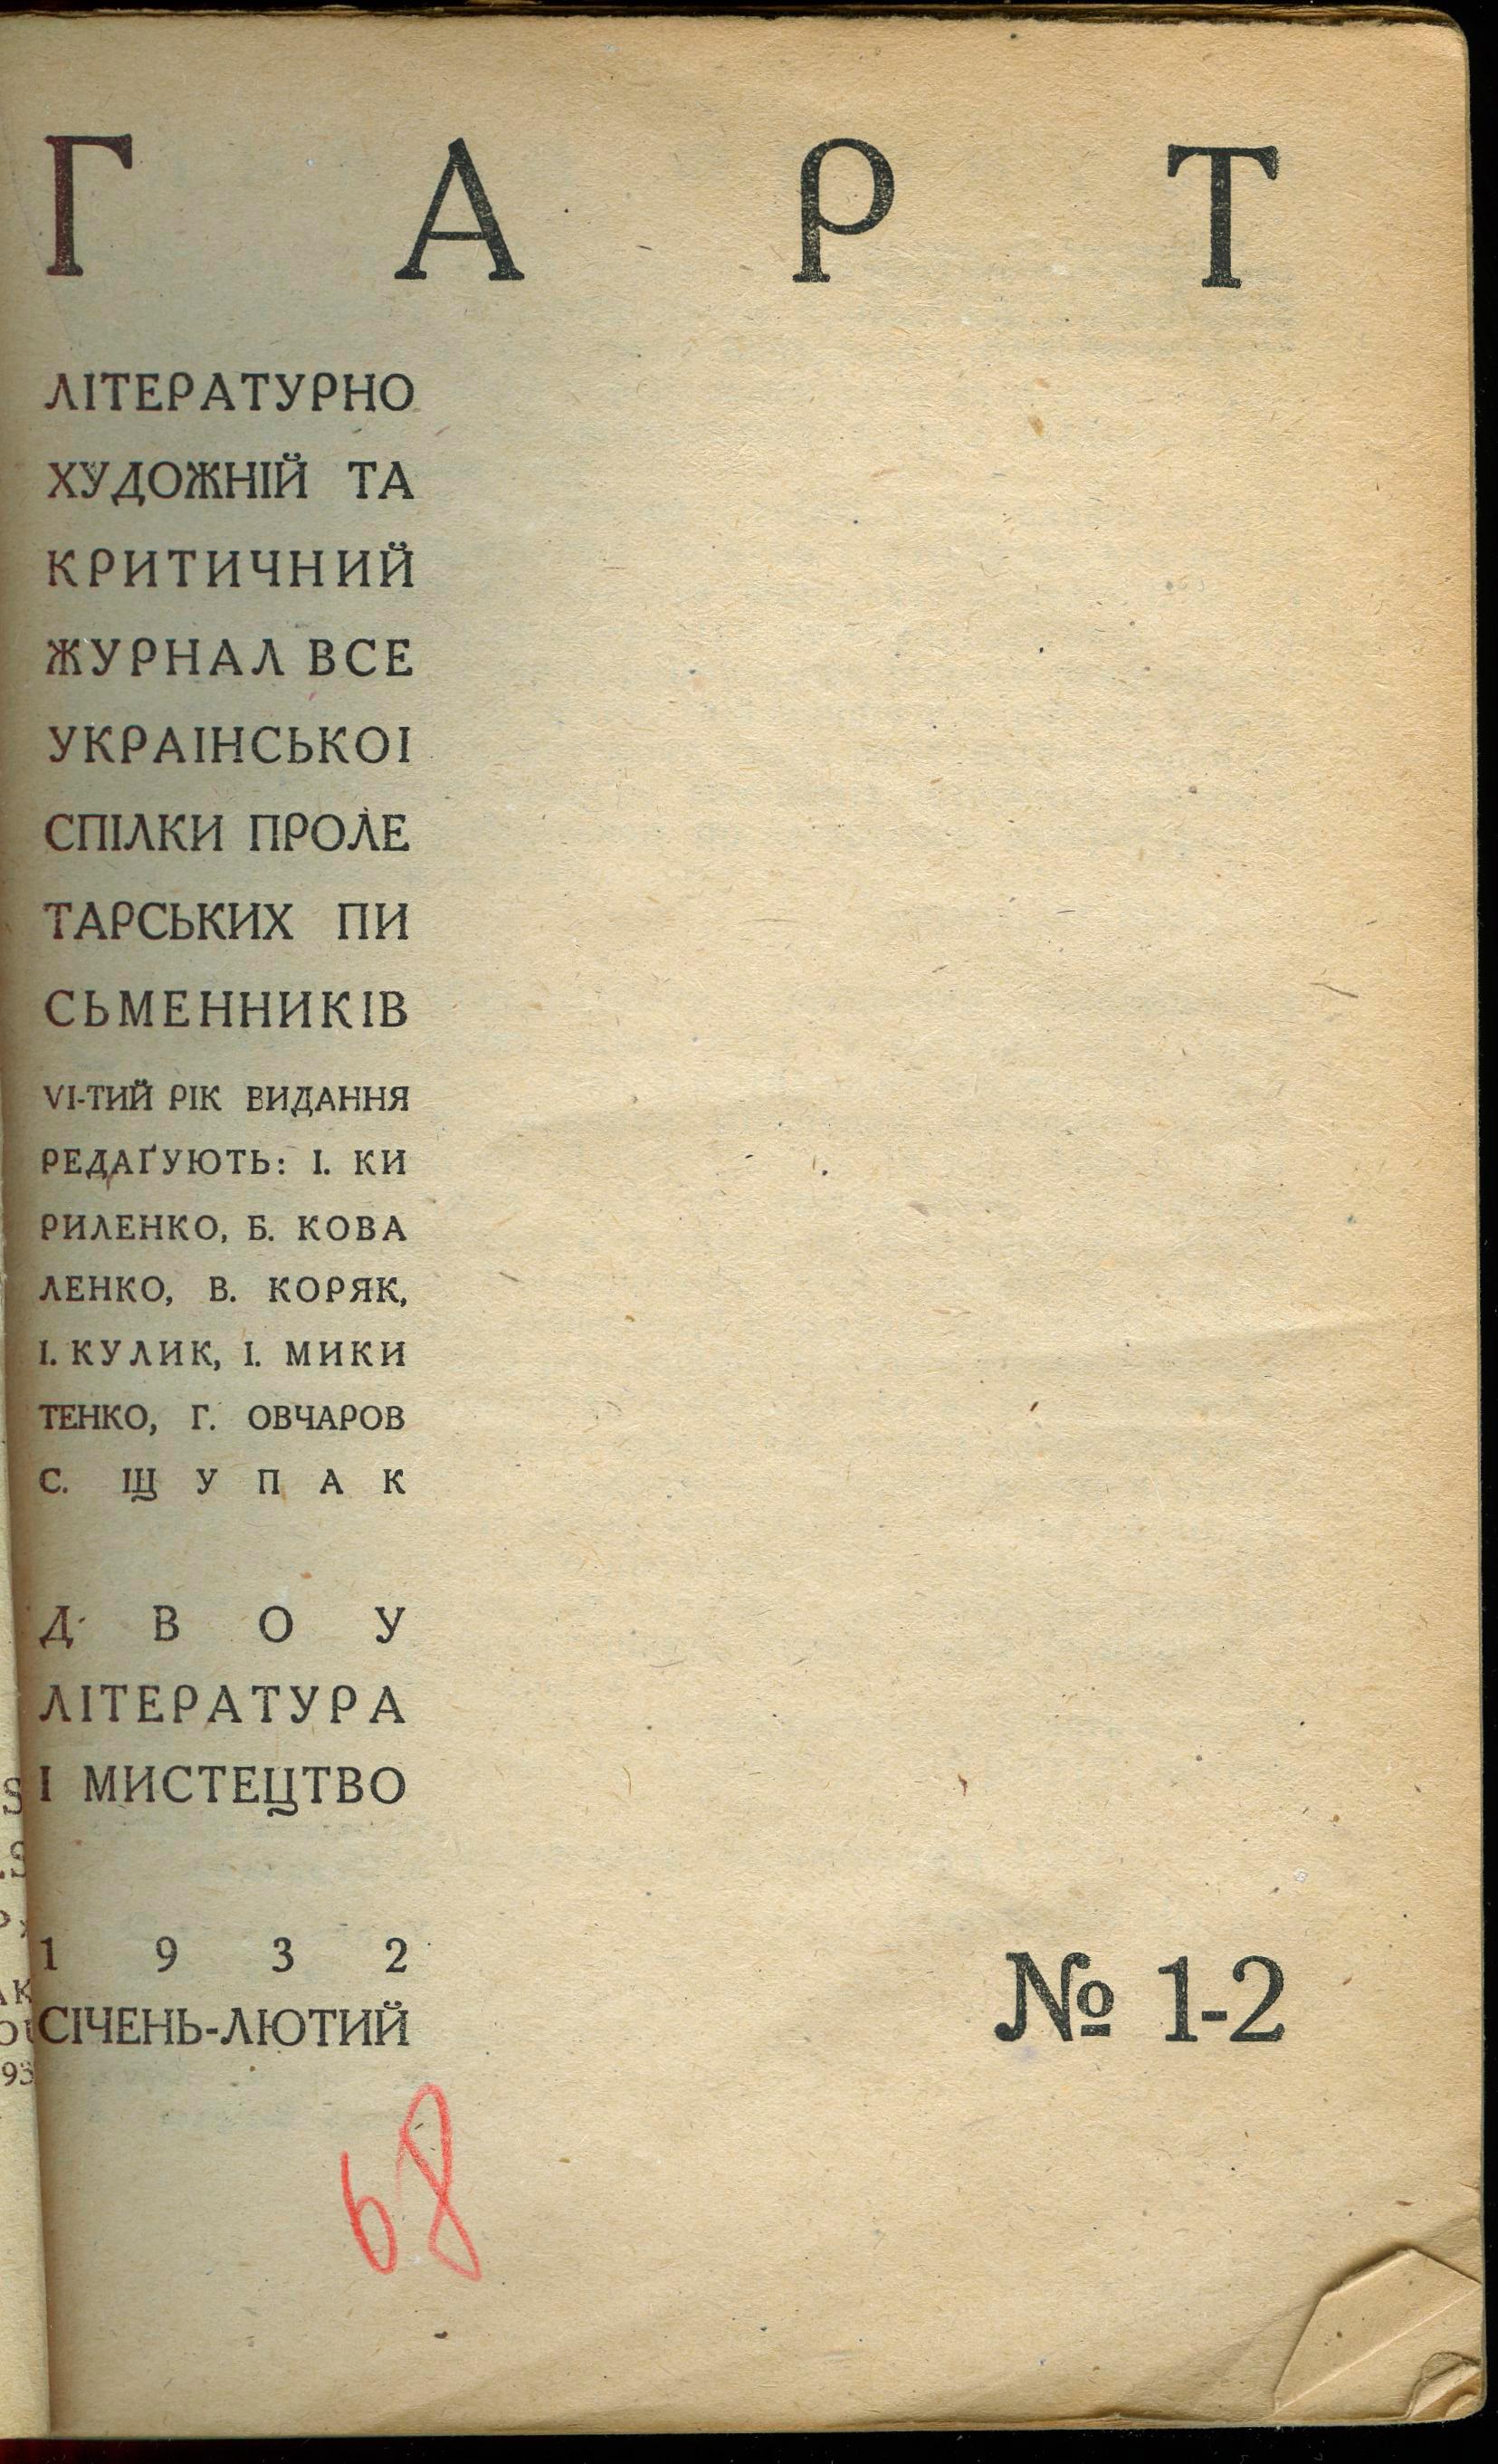 Г А Р Т
ЛІТЕРАТУРНО
ХУДОЖНІЙ ТА
КРИТИЧНИЙ
ЖУРНАЛ ВСЕ
УКРАІНСЬКОІ
СПІЛКИ ПРОЛЕ
ТАРСЬКИХ ПИ
СЬМЕННИКІВ
VI-ТИЙ РІК ВИДАННЯ
РЕДАҐУЮТЬ: І. КИ
РИЛЕНКО, Б. КОВА
ЛЕНКО, В. КОРЯК,
І. КУЛИК, І. МИКИ
ТЕНКО, Г. ОВЧАРОВ
С. Щ У П А К
Д В О У
ЛІТЕРАТУРА
І МИСТЕЦТВО
1 9 3 2
СІЧЕНЬ-ЛЮТИЙ
№ 1-2
68